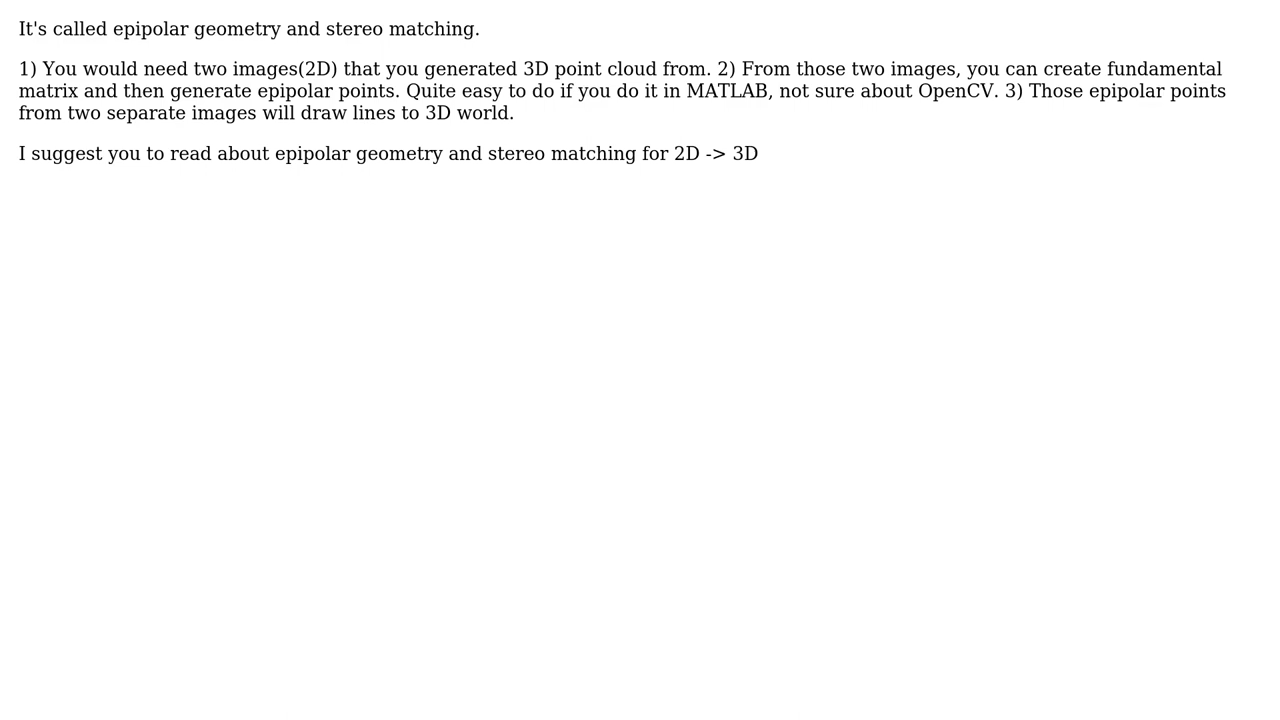 It's called epipolar geometry and stereo matching.
1) You would need two images(2D) that you generated 3D point cloud from. 2) From those two images, you can create fundamental
matrix and then generate epipolar points. Quite easy to do if you do it in MATLAB, not sure about OpenCV. 3) Those epipolar points
from two separate images will draw lines to 3D world.
I suggest you to read about epipolar geometry and stereo matching for 2D -> 3D